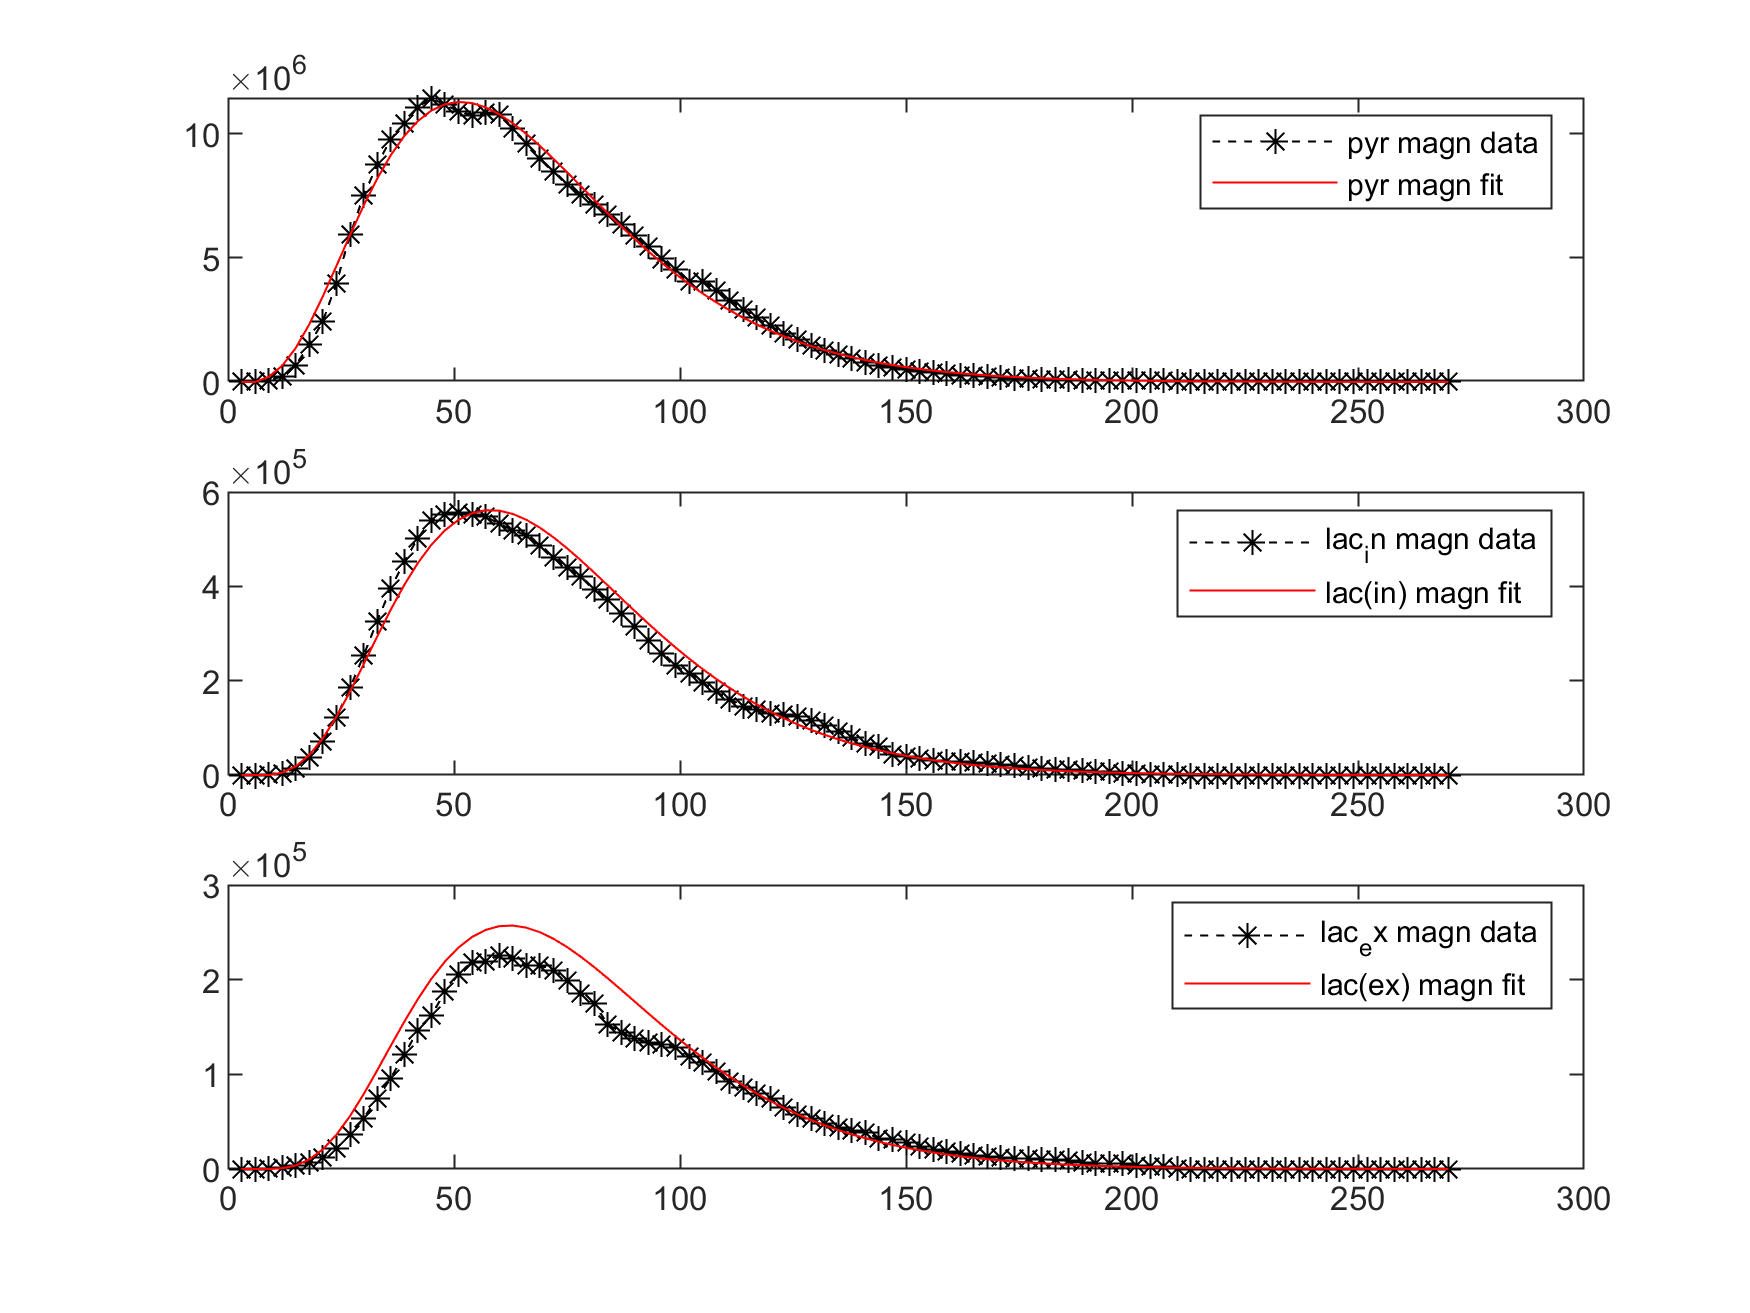 ×10^6
10
5
0
0 50 100 150 200 250 300
pyr magn data
pyr magn fit
×10^5
6
4
2
0
0 50 100 150 200 250 300
lac_in magn data
lac(in) magn fit
×10^5
3
2
1
0
0 50 100 150 200 250 300
lac_ex magn data
lac(ex) magn fit